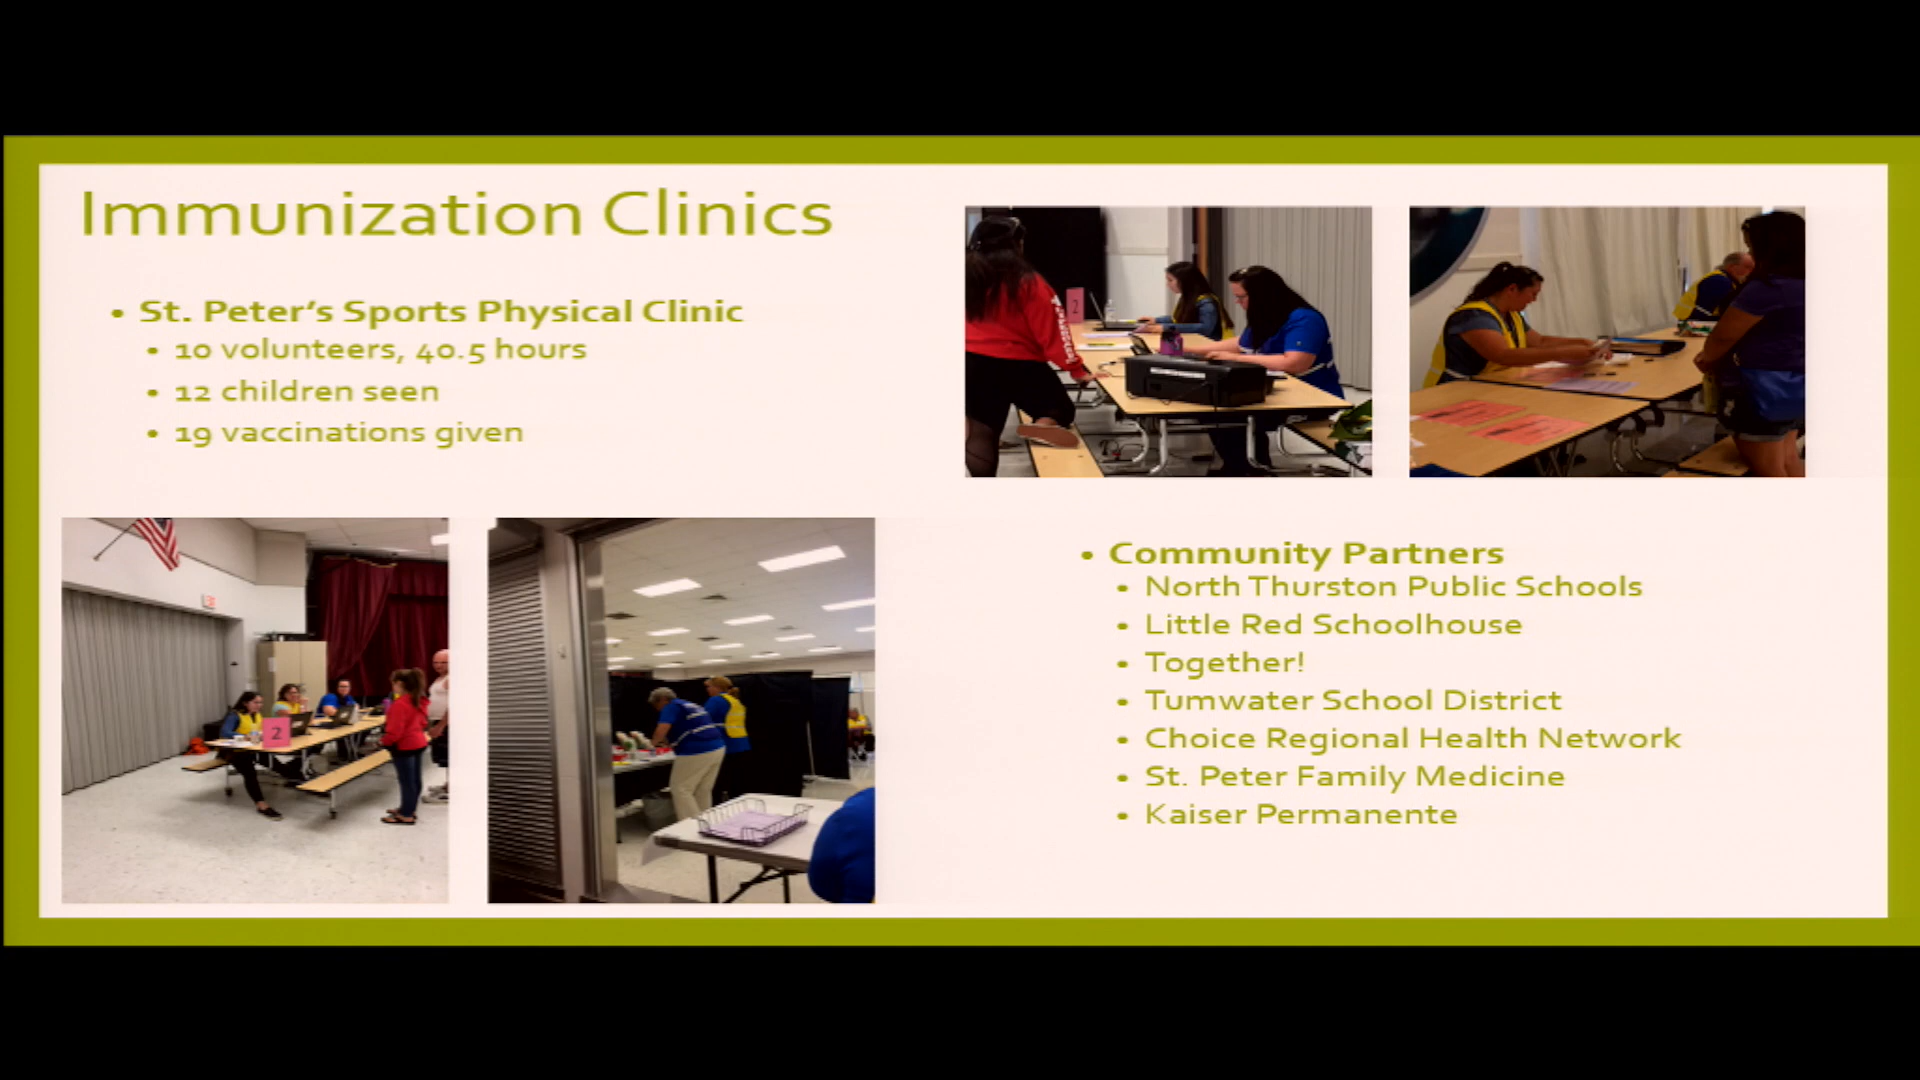 Immunization Clinics
• St. Peter's Sports Physical Clinic
• 10 volunteers, 40.5 hours
• 12 children seen
• 19 vaccinations given
2
2
• Community Partners
• North Thurston Public Schools
• Little Red Schoolhouse
• Together!
• Tumwater School District
• Choice Regional Health Network
• St. Peter Family Medicine
• Kaiser Permanente